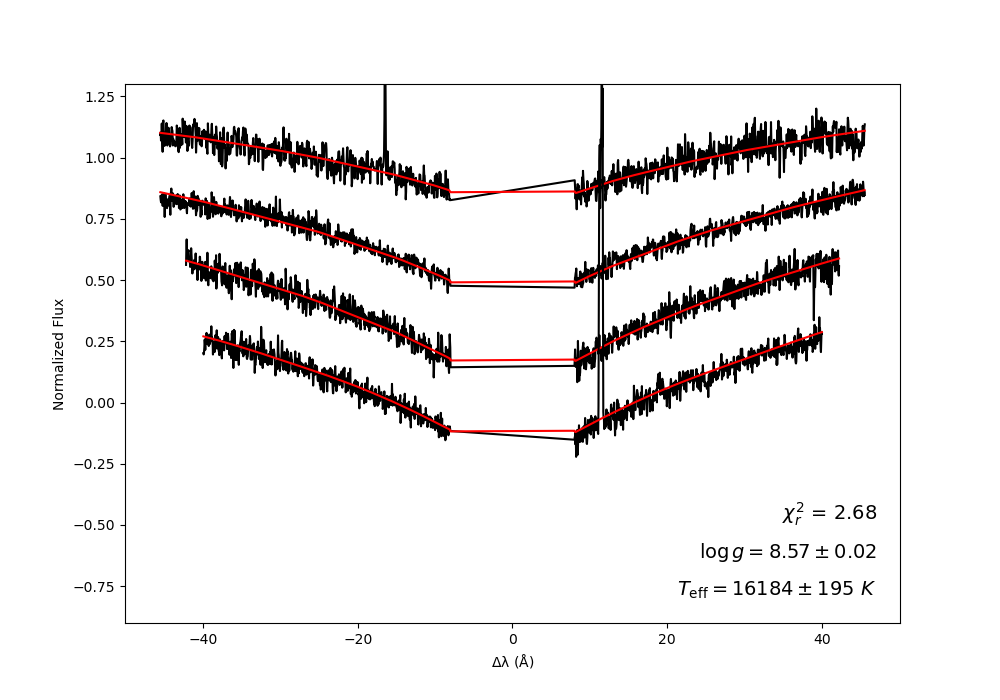 1.25
1.00
0.75
0.50
0.25
0.00
−0.25
−0.50
−0.75
−40
−20
0
20
40
Normalized Flux
Δλ (Å)
χ²ᵣ = 2.68
log g = 8.57 ± 0.02
T_eff = 16184 ± 195 K